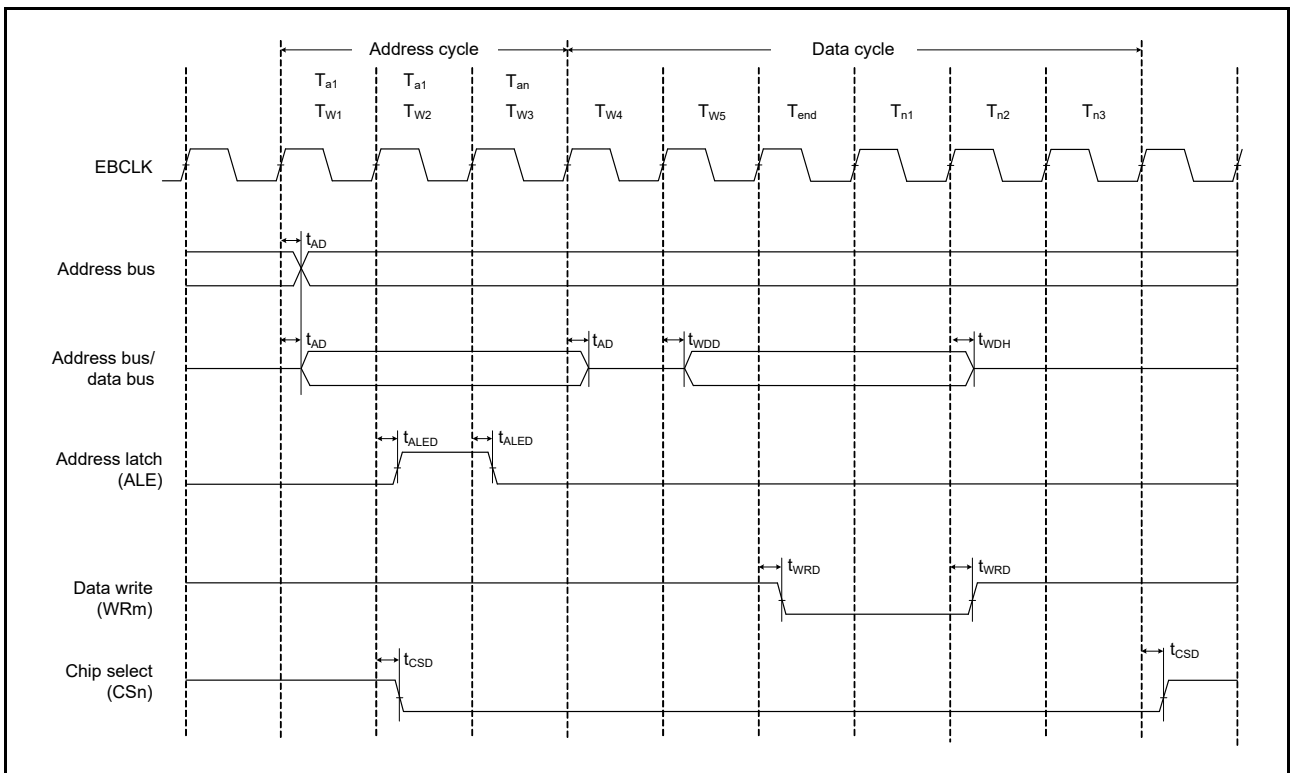 Address cycle Data cycle
Ta1 Ta1 Tan
TW1 TW2 TW3 TW4 TW5 Tend Tn1 Tn2 Tn3
EBCLK
tAD
Address bus
tAD tAD tWDD tWDH
Address bus/
data bus
tALED tALED
Address latch
(ALE)
tWRD tWRD
Data write
(WRm)
tCSD tCSD
Chip select
(CSn)